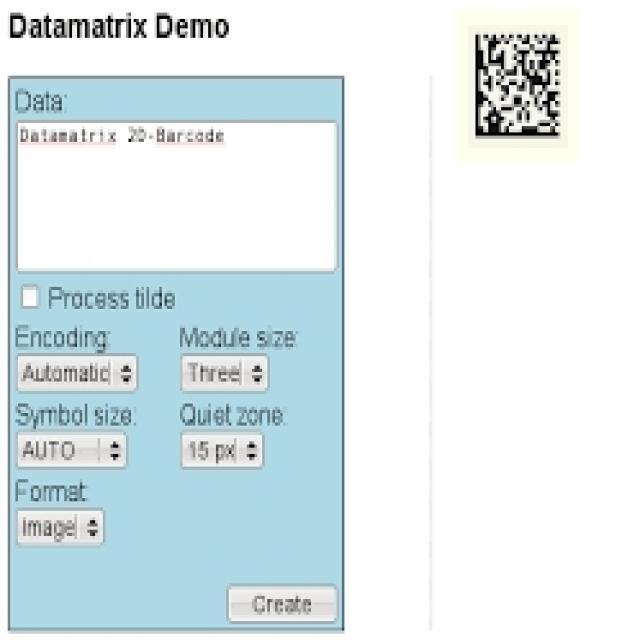 Datamatrix Demo
Data:
Datamatrix 2D-Barcode
Process tilde
Encoding: Module size:
Automatic Three
Symbol size: Quiet zone:
AUTO 15 px
Format:
Image
Create